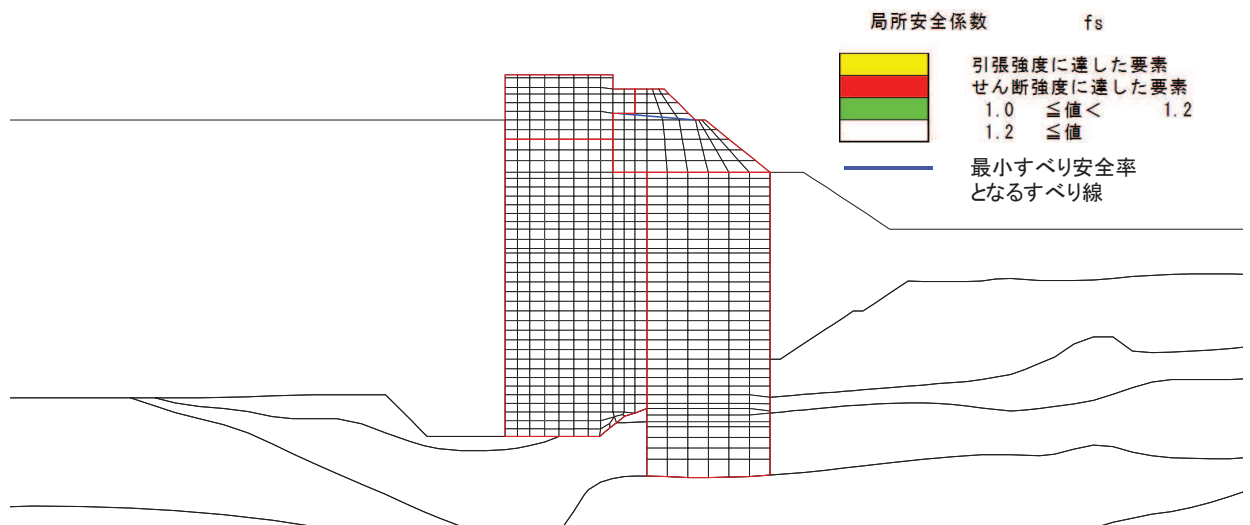 局所安全係数 fs
引張強度に達した要素
せん断強度に達した要素
1.0 ≦値< 1.2
1.2 ≦値
最小すべり安全率
となるすべり線